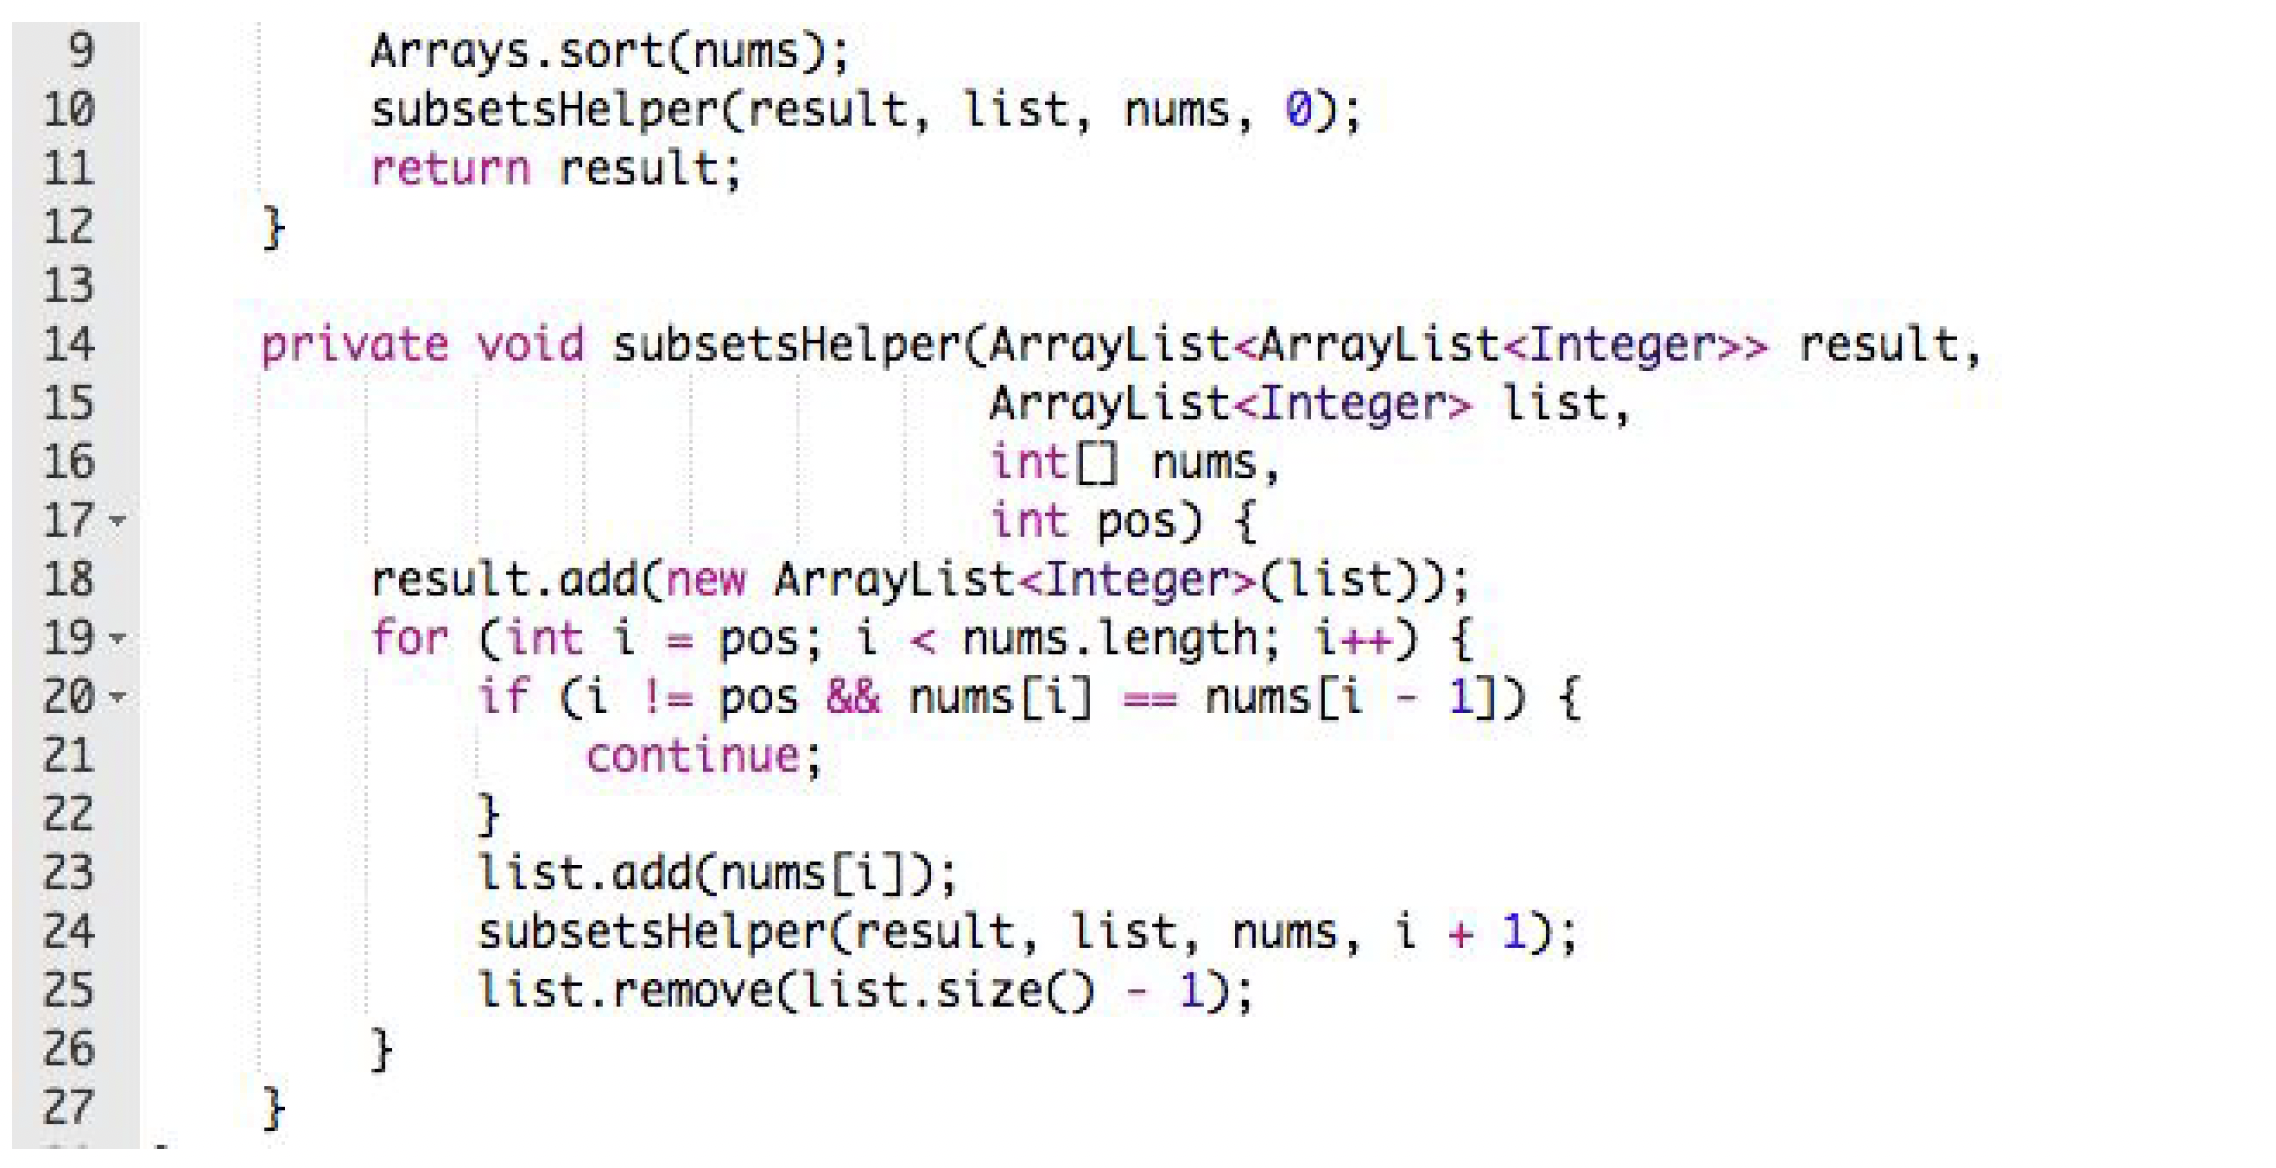 9 Arrays.sort(nums);
10 subsetsHelper(result, list, nums, 0);
11 return result;
12 }
13
14 private void subsetsHelper(ArrayList<ArrayList<Integer>> result,
15 ArrayList<Integer> list,
16 int[] nums,
17 int pos) {
18 result.add(new ArrayList<Integer>(list));
19 for (int i = pos; i < nums.length; i++) {
20 if (i != pos && nums[i] == nums[i - 1]) {
21 continue;
22 }
23 list.add(nums[i]);
24 subsetsHelper(result, list, nums, i + 1);
25 list.remove(list.size() - 1);
26 }
27 }